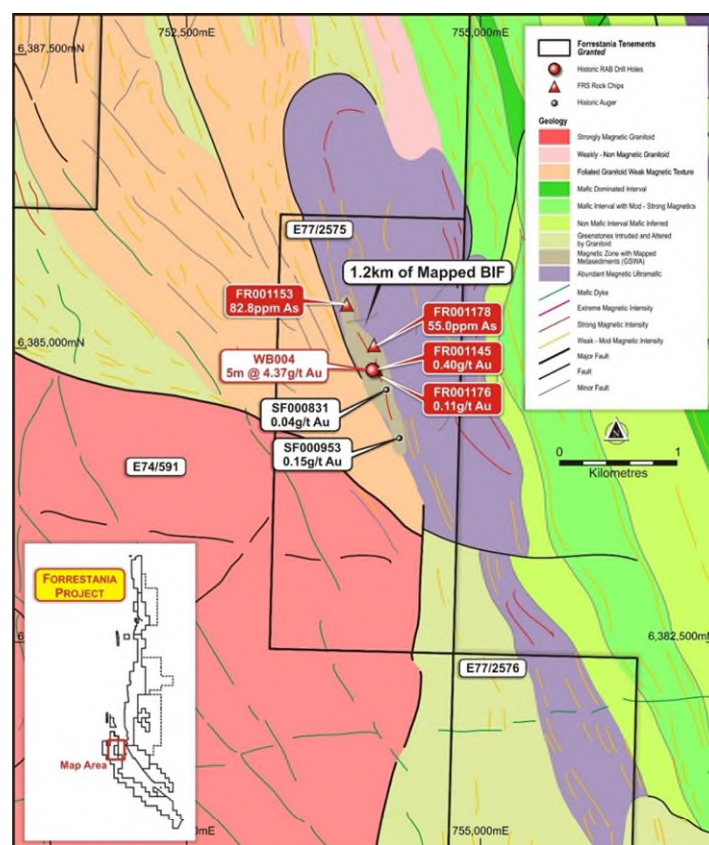 752,500mE
755,000mE
6,387,500mN
Forrestania Tenements
Granted
Historic RAB Drill Holes
FRS Rock Chips
Historic Auger
Geology
Strongly Magnetic Granitoid
Weakly - Non Magnetic Granitoid
Foliated Granitoid Weak Magnetic Texture
Mafic Dominated Interval
Mafic Interval with Mod - Strong Magnetics
Non Mafic Interval Mafic Inferred
Greenstones Intruded and Altered
by Granitoid
Magnetic Zone with Mapped
Metasediments (GSWA)
Abundant Magnetic Ultramafic
Mafic Dyke
Extreme Magnetic Intensity
Strong Magnetic Intensity
Weak - Mod Magnetic Intensity
Major Fault
Fault
Minor Fault
E77/2575
1.2km of Mapped BIF
FR001153
82.8ppm As
FR001178
55.0ppm As
6,385,000mN
WB004
5m @ 4.37g/t Au
FR001145
0.40g/t Au
FR001176
0.11g/t Au
SF000831
0.04g/t Au
SF000953
0.15g/t Au
E74/591
N
0 1
Kilometres
FORRESTANIA
PROJECT
Map Area
6,382,500mN
E77/2576
mE
755,000mE